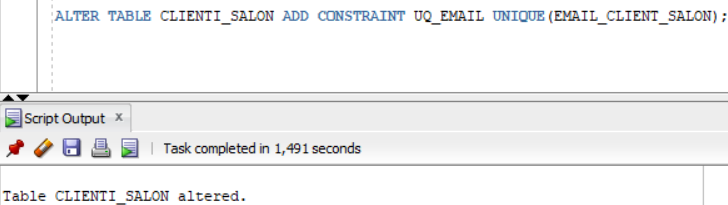 ALTER TABLE CLIENTI_SALON ADD CONSTRAINT UQ_EMAIL UNIQUE(EMAIL_CLIENT_SALON);
Script Output x
Task completed in 1,491 seconds
Table CLIENTI_SALON altered.